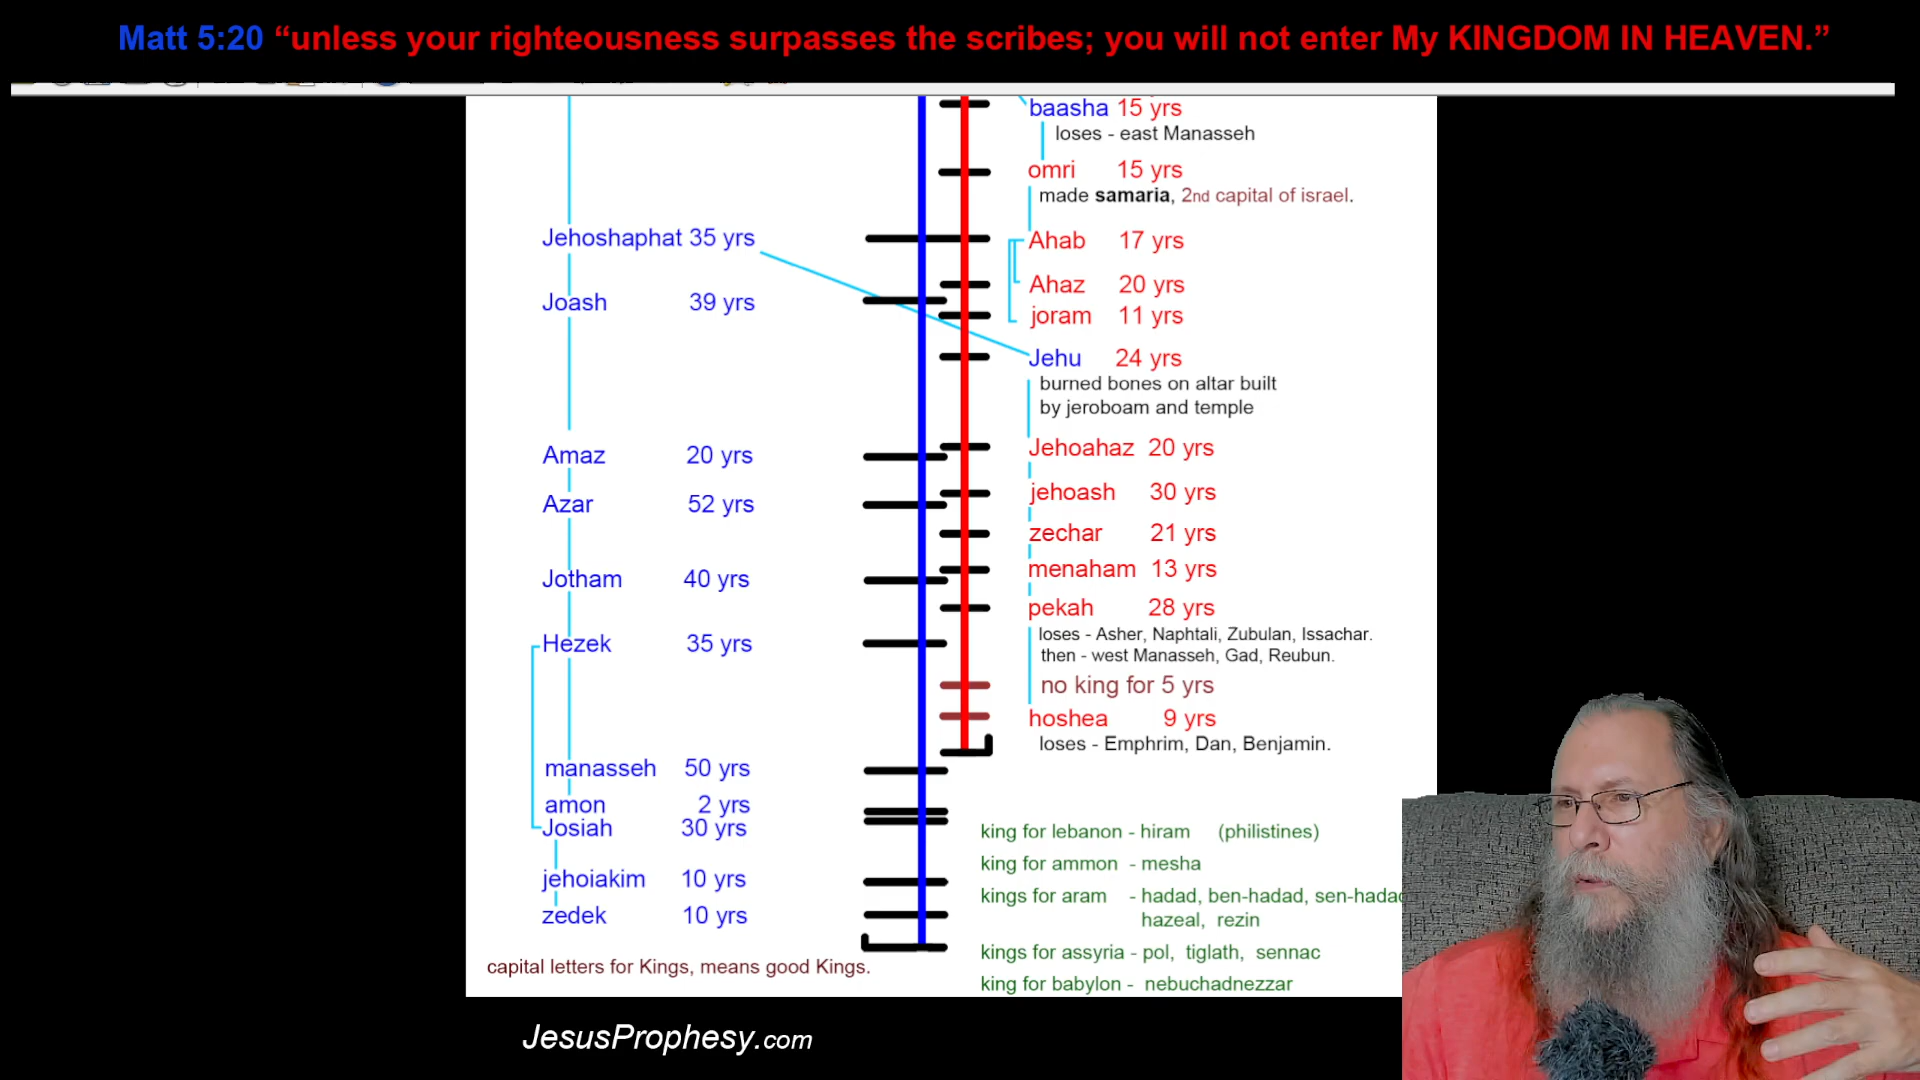 Matt 5:20 “unless your righteousness surpasses the scribes; you will not enter My KINGDOM IN HEAVEN.”
baasha 15 yrs
loses - east Manasseh
omri 15 yrs
made samaria, 2nd capital of israel.
Jehoshaphat 35 yrs
Ahab 17 yrs
Ahaz 20 yrs
Joash 39 yrs
joram 11 yrs
Jehu 24 yrs
burned bones on altar built
by jeroboam and temple
Jehoahaz 20 yrs
Amaz 20 yrs
jehoash 30 yrs
Azar 52 yrs
zechar 21 yrs
menaham 13 yrs
Jotham 40 yrs
pekah 28 yrs
loses - Asher, Naphtali, Zubulan, Issachar.
then - west Manasseh, Gad, Reubun.
Hezek 35 yrs
no king for 5 yrs
hoshea 9 yrs
loses - Emphrim, Dan, Benjamin.
manasseh 50 yrs
amon 2 yrs
Josiah 30 yrs
jehoiakim 10 yrs
zedek 10 yrs
capital letters for Kings, means good Kings.
king for lebanon - hiram (philistines)
king for ammon - mesha
kings for aram - hadad, ben-hadad, sen-hadad
hazeal, rezin
kings for assyria - pol, tiglath, sennac
king for babylon - nebuchadnezzar
JesusProphesy.com